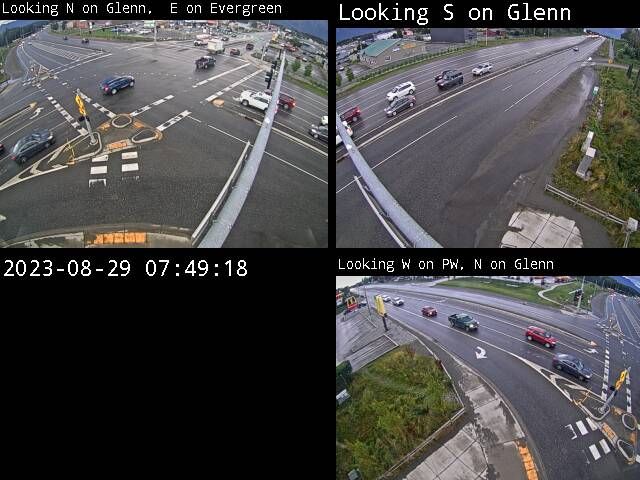 Looking N on Glenn, E on Evergreen
Looking S on Glenn
2023-08-29 07:49:18
Looking W on PW, N on Glenn